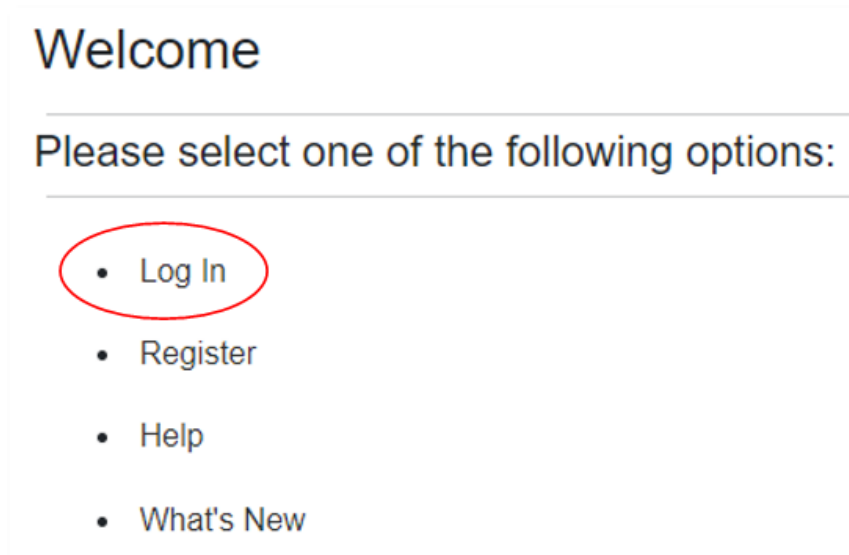 Welcome
Please select one of the following options:
• Log In
• Register
• Help
• What's New